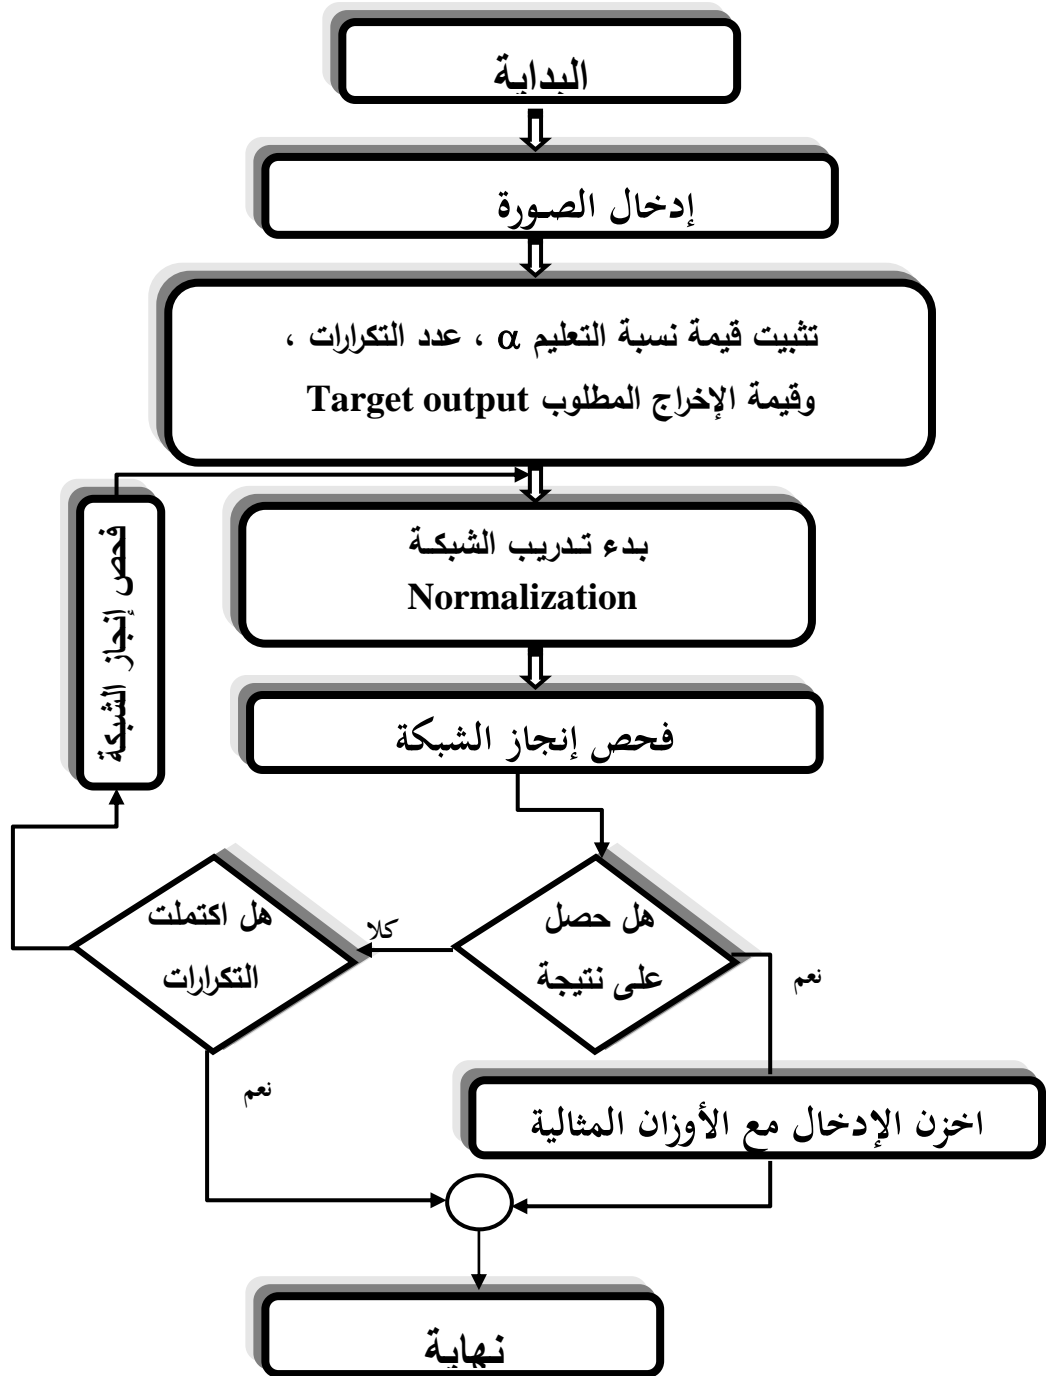 البداية
إدخال الصورة
تثبيت قيمة نسبة التعليم α ، عدد التكرارات ،
وقيمة الإخراج المطلوب Target output
بدء تدريب الشبكة
Normalization
فحص إنجاز الشبكة
فحص إنجاز الشبكة
هل حصل
على نتيجة
كلا
هل اكتملت
التكرارات
نعم
نعم
اخزن الإدخال مع الأوزان المثالية
نهاية